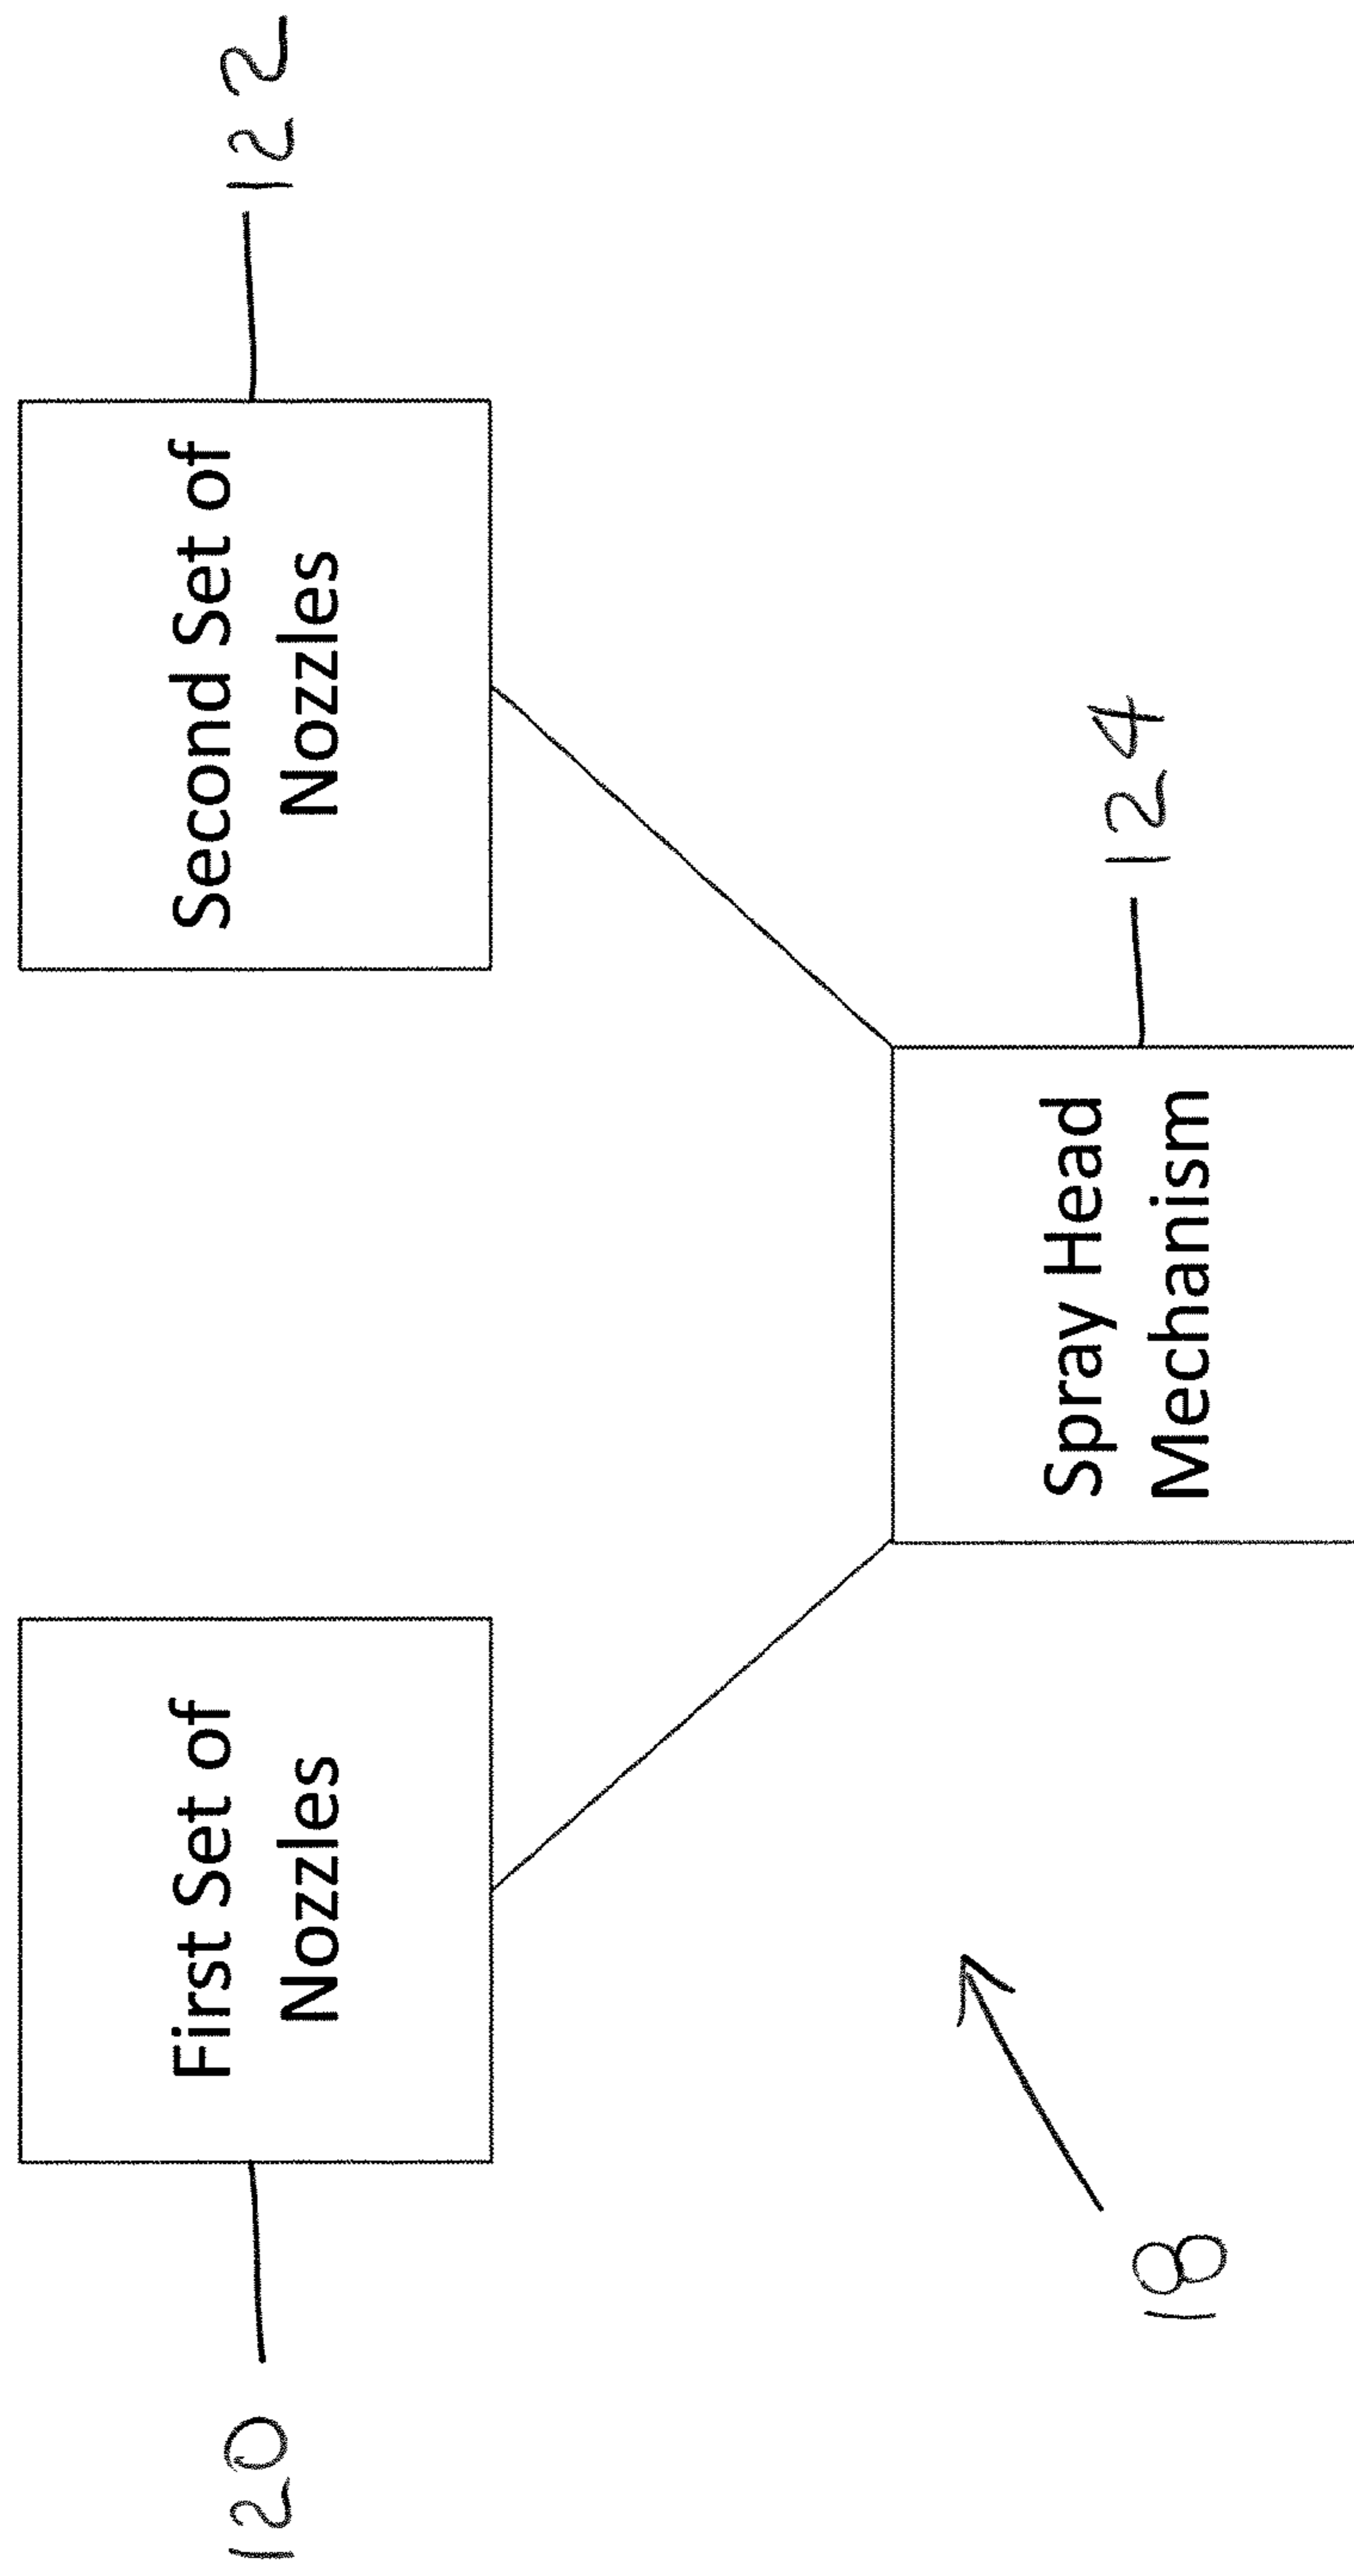 120
First Set of
Nozzles
Second Set of
Nozzles
122
18
Spray Head
Mechanism
124